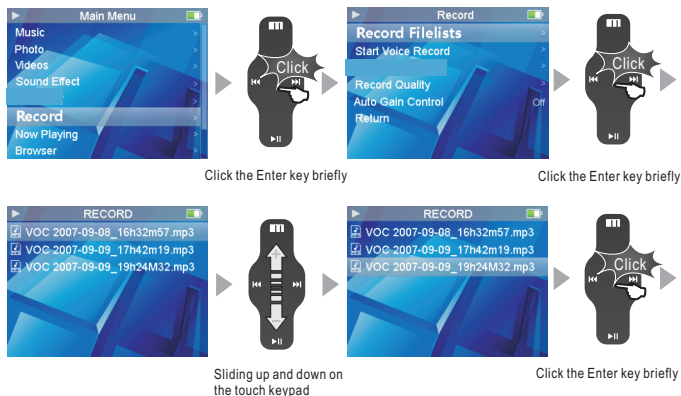 Main Menu
Music
Photo
Videos
Sound Effect
Record
Now Playing
Browser
Click
Click the Enter key briefly
Record
Record Filelists
Start Voice Record
Record Quality
Auto Gain Control Off
Return
Click
Click the Enter key briefly
RECORD
VOC 2007-09-08_16h32m57.mp3
VOC 2007-09-09_17h42m19.mp3
VOC 2007-09-09_19h24M32.mp3
Sliding up and down on
the touch keypad
RECORD
VOC 2007-09-08_16h32m57.mp3
VOC 2007-09-09_17h42m19.mp3
VOC 2007-09-09_19h24M32.mp3
Click
Click the Enter key briefly